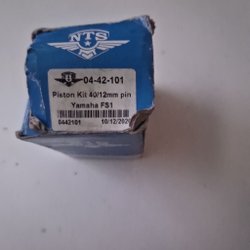 NTS
04-42-101
Piston Kit 40/12mm pin
Yamaha FS1
0442101 10/12/2020